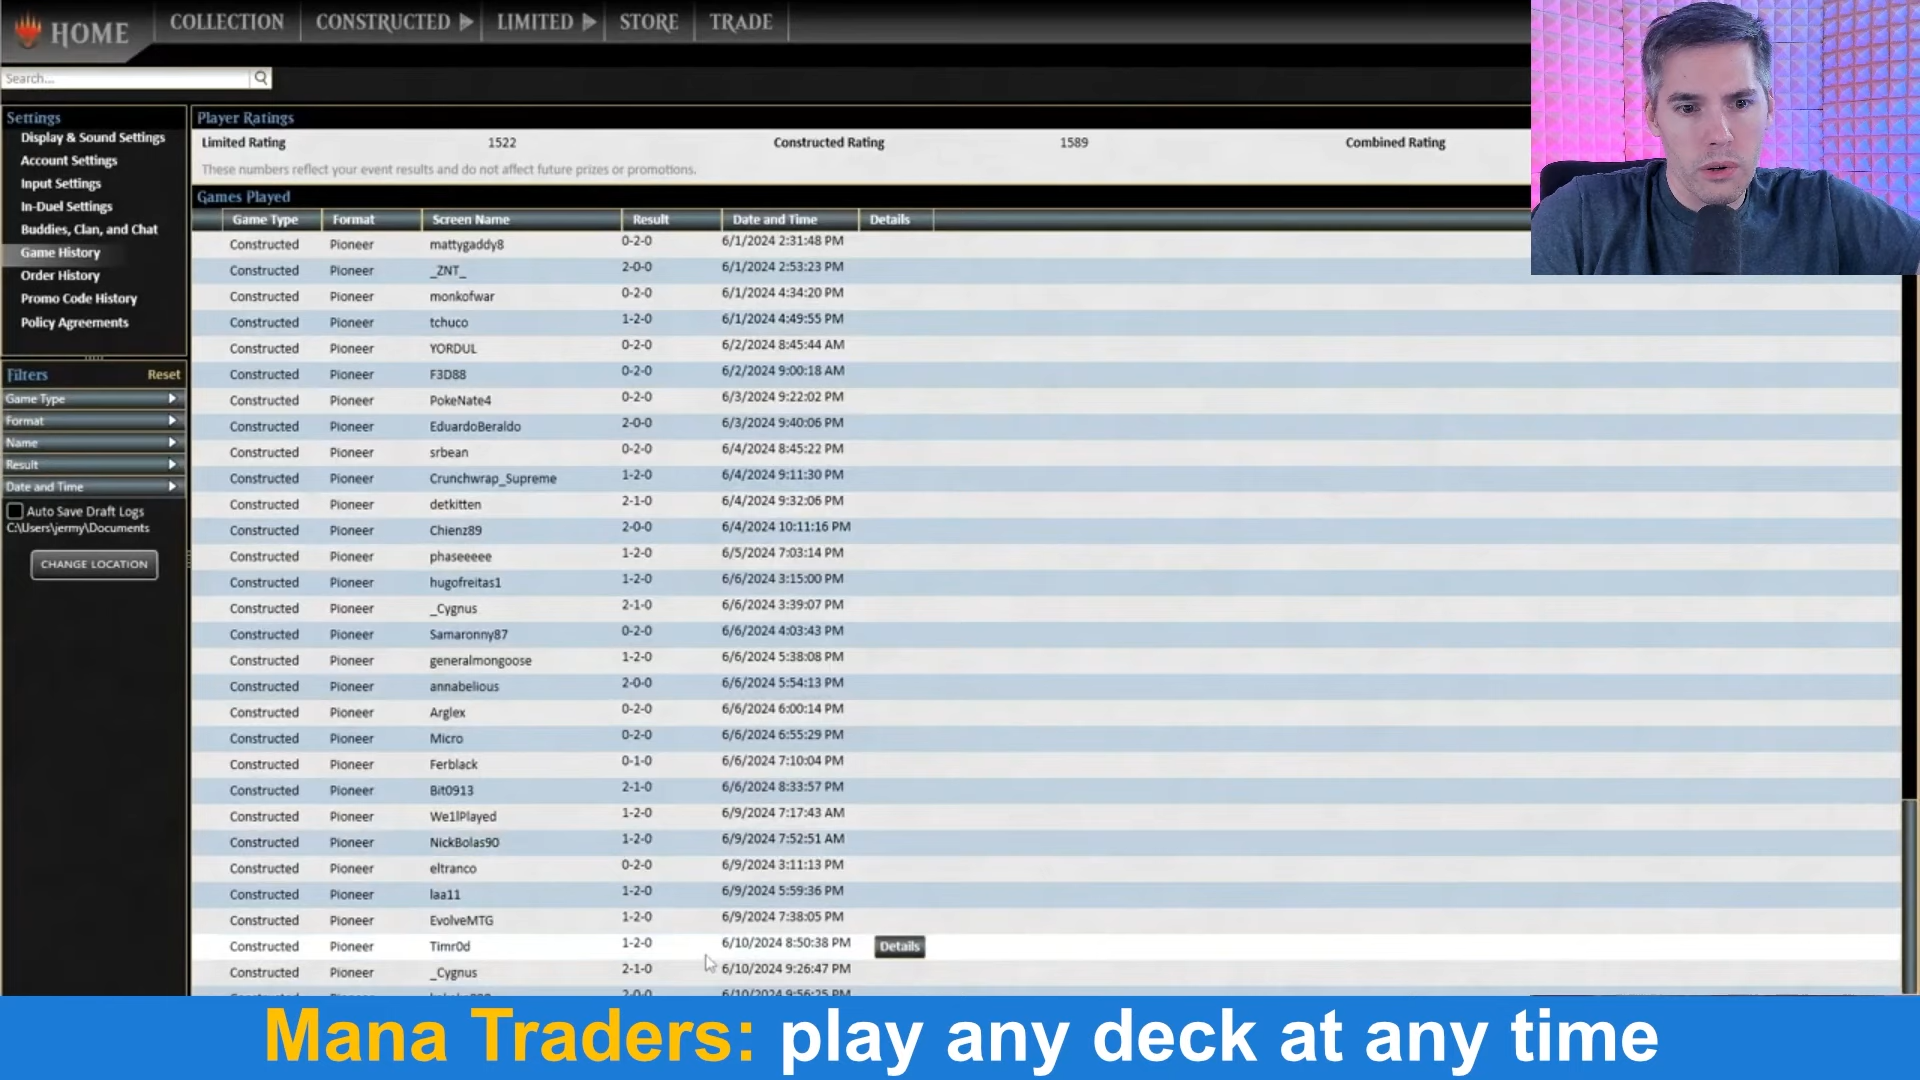 HOME COLLECTION CONSTRUCTED LIMITED STORE TRADE
Search...
Settings
Display & Sound Settings
Account Settings
Input Settings
In-Duel Settings
Buddies, Clan, and Chat
Game History
Order History
Promo Code History
Policy Agreements
Filters Reset
Game Type
Format
Name
Result
Date and Time
Auto Save Draft Logs
C:\Users\jermy\Documents
CHANGE LOCATION
Player Ratings
Limited Rating 1522 Constructed Rating 1589 Combined Rating
These numbers reflect your event results and do not affect future prizes or promotions.
Games Played
Game Type Format Screen Name Result Date and Time Details
Constructed Pioneer mattygaddy8 0-2-0 6/1/2024 2:31:48 PM
Constructed Pioneer _ZNT_ 2-0-0 6/1/2024 2:53:23 PM
Constructed Pioneer monkofwar 0-2-0 6/1/2024 4:34:20 PM
Constructed Pioneer tchuco 1-2-0 6/1/2024 4:49:55 PM
Constructed Pioneer YORDUL 0-2-0 6/2/2024 8:45:44 AM
Constructed Pioneer F3D88 0-2-0 6/2/2024 9:00:18 AM
Constructed Pioneer PokeNate4 0-2-0 6/3/2024 9:22:02 PM
Constructed Pioneer EduardoBeraldo 2-0-0 6/3/2024 9:40:06 PM
Constructed Pioneer srbean 0-2-0 6/4/2024 8:45:22 PM
Constructed Pioneer Crunchwrap_Supreme 1-2-0 6/4/2024 9:11:30 PM
Constructed Pioneer detkitten 2-1-0 6/4/2024 9:32:06 PM
Constructed Pioneer Chienz89 2-0-0 6/4/2024 10:11:16 PM
Constructed Pioneer phaseeeee 1-2-0 6/5/2024 7:03:14 PM
Constructed Pioneer hugofreitas1 1-2-0 6/6/2024 3:15:00 PM
Constructed Pioneer _Cygnus 2-1-0 6/6/2024 3:39:07 PM
Constructed Pioneer Samaronny87 0-2-0 6/6/2024 4:03:43 PM
Constructed Pioneer generalmongoose 1-2-0 6/6/2024 5:38:08 PM
Constructed Pioneer annabelious 2-0-0 6/6/2024 5:54:13 PM
Constructed Pioneer Arglex 0-2-0 6/6/2024 6:00:14 PM
Constructed Pioneer Micro 0-2-0 6/6/2024 6:55:29 PM
Constructed Pioneer Ferblack 0-1-0 6/6/2024 7:10:04 PM
Constructed Pioneer Bit0913 2-1-0 6/6/2024 8:33:57 PM
Constructed Pioneer We1lPlayed 1-2-0 6/9/2024 7:17:43 AM
Constructed Pioneer NickBolas90 1-2-0 6/9/2024 7:52:51 AM
Constructed Pioneer eltranco 0-2-0 6/9/2024 3:11:13 PM
Constructed Pioneer laa11 1-2-0 6/9/2024 5:59:36 PM
Constructed Pioneer EvolveMTG 1-2-0 6/9/2024 7:38:05 PM
Constructed Pioneer Timr0d 1-2-0 6/10/2024 8:50:38 PM Details
Constructed Pioneer _Cygnus 2-1-0 6/10/2024 9:26:47 PM
2-0-0 6/10/2024 9:56:25 PM
Mana Traders: play any deck at any time